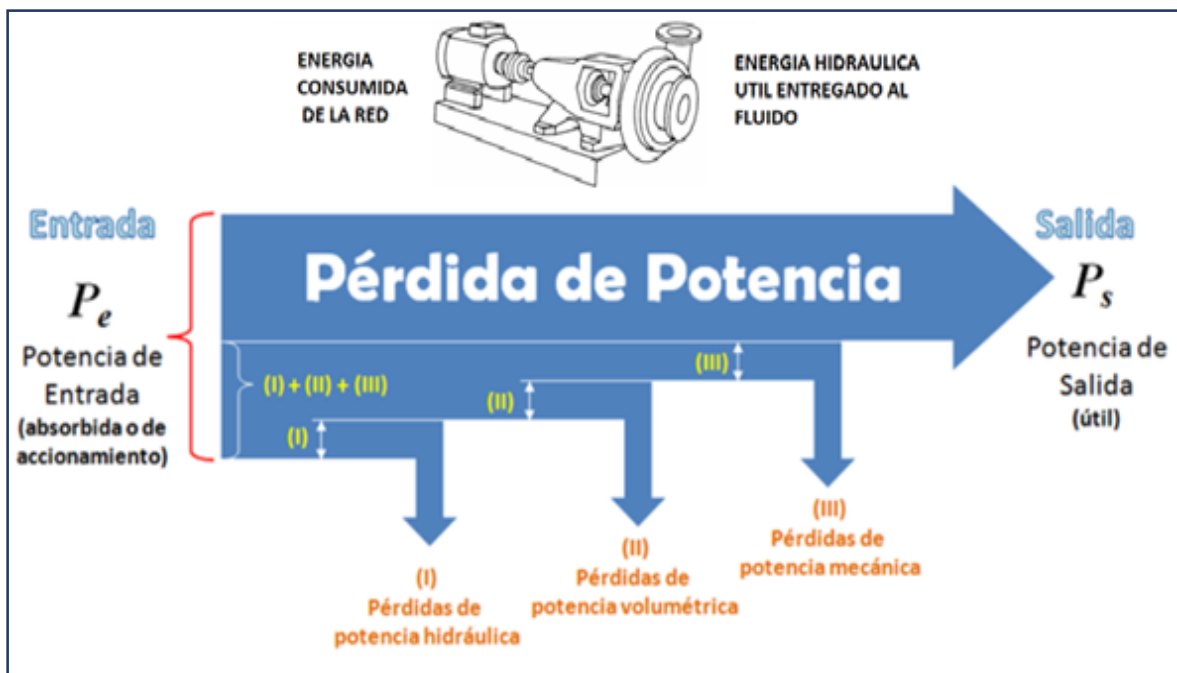 ENERGIA
CONSUMIDA
DE LA RED
ENERGIA HIDRAULICA
UTIL ENTREGADO AL
FLUIDO
Entrada
Pe
Potencia de
Entrada
(absorbida o de
accionamiento)
Pérdida de Potencia
Salida
Ps
Potencia de
Salida
(útil)
(I) + (II) + (III)
(I)
(II)
(III)
(I)
Pérdidas de
potencia hidráulica
(II)
Pérdidas de
potencia volumétrica
(III)
Pérdidas de
potencia mecánica